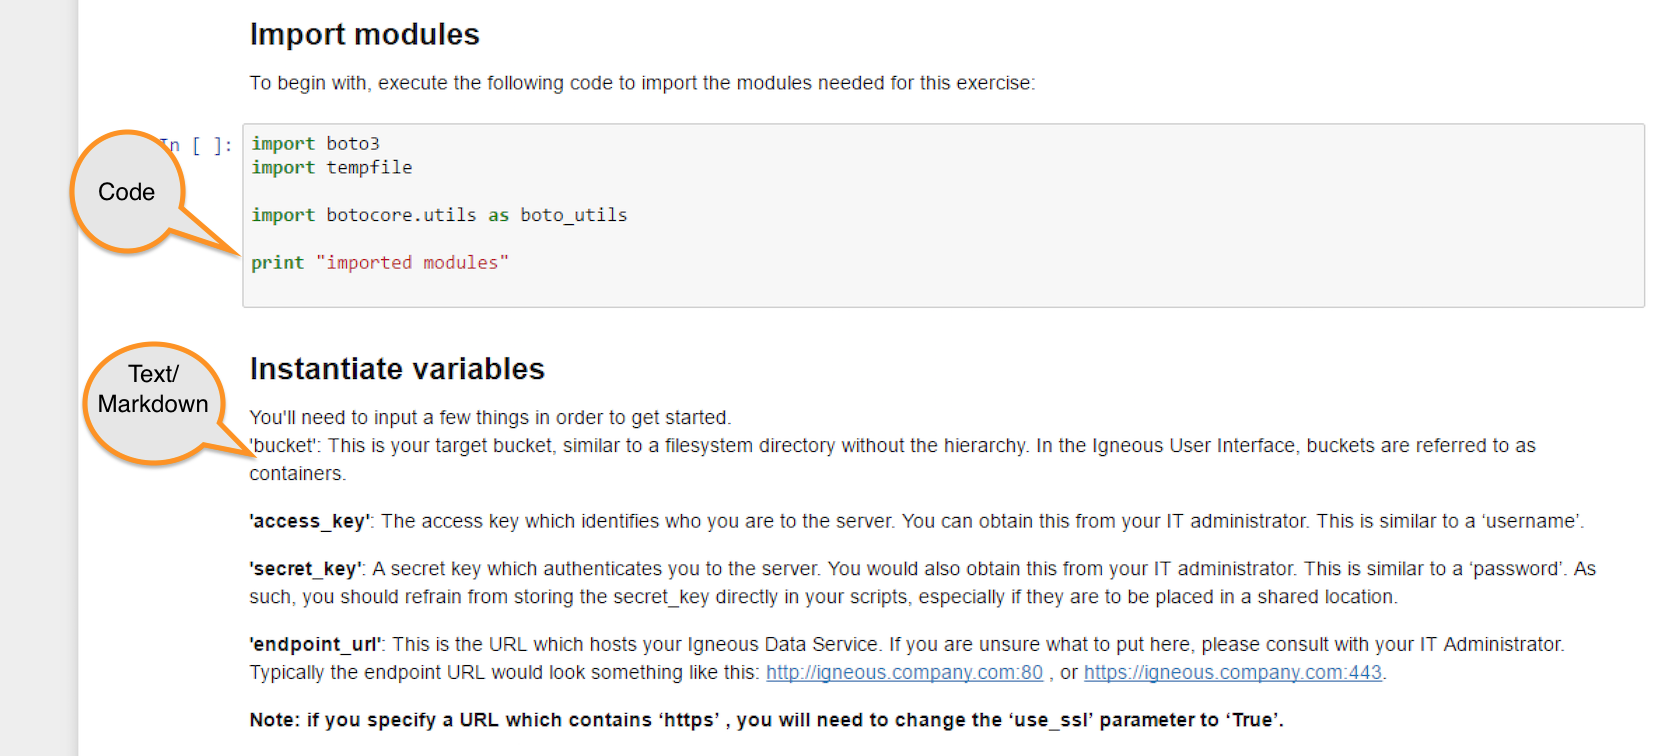 Import modules
To begin with, execute the following code to import the modules needed for this exercise:
In [ ]:
import boto3
import tempfile
import botocore.utils as boto_utils
print "imported modules"
Code
Instantiate variables
Text/
Markdown
You'll need to input a few things in order to get started.
'bucket': This is your target bucket, similar to a filesystem directory without the hierarchy. In the Igneous User Interface, buckets are referred to as
containers.
'access_key': The access key which identifies who you are to the server. You can obtain this from your IT administrator. This is similar to a ‘username’.
'secret_key': A secret key which authenticates you to the server. You would also obtain this from your IT administrator. This is similar to a ‘password’. As
such, you should refrain from storing the secret_key directly in your scripts, especially if they are to be placed in a shared location.
'endpoint_url': This is the URL which hosts your Igneous Data Service. If you are unsure what to put here, please consult with your IT Administrator.
Typically the endpoint URL would look something like this: http://igneous.company.com:80 , or https://igneous.company.com:443.
Note: if you specify a URL which contains ‘https’ , you will need to change the ‘use_ssl’ parameter to ‘True’.